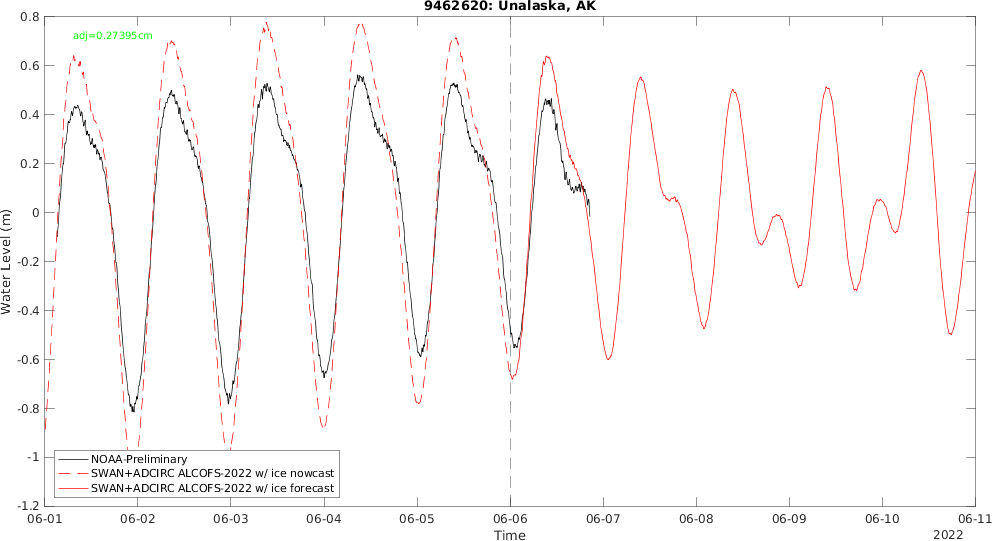 9462620: Unalaska, AK
adj=0.27395cm
0.8
0.6
0.4
0.2
0
-0.2
-0.4
-0.6
-0.8
-1
-1.2
Water Level (m)
NOAA-Preliminary
SWAN+ADCIRC ALCOFS-2022 w/ ice nowcast
SWAN+ADCIRC ALCOFS-2022 w/ ice forecast
06-01 06-02 06-03 06-04 06-05 06-06 06-07 06-08 06-09 06-10 06-11
Time
2022